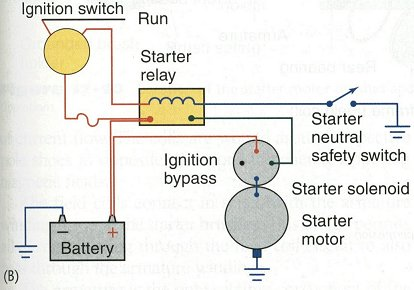 Ignition switch
Run
Starter
relay
Starter
neutral
safety switch
Ignition
bypass
Starter solenoid
Starter
motor
− +
Battery
(B)